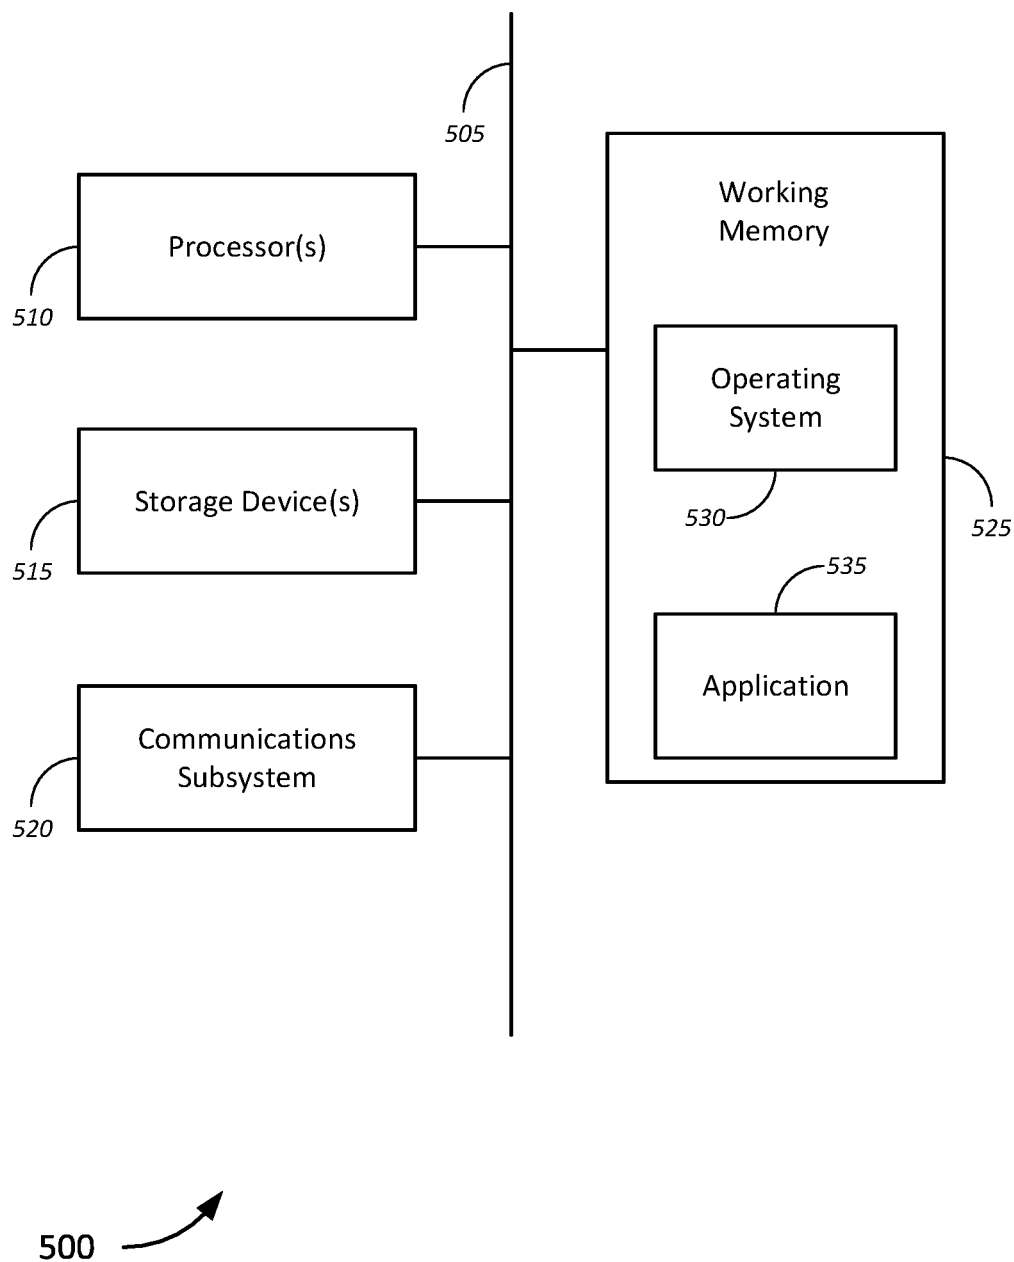 505
Processor(s)
510
Storage Device(s)
515
Communications
Subsystem
520
Working
Memory
Operating
System
530
525
535
Application
500